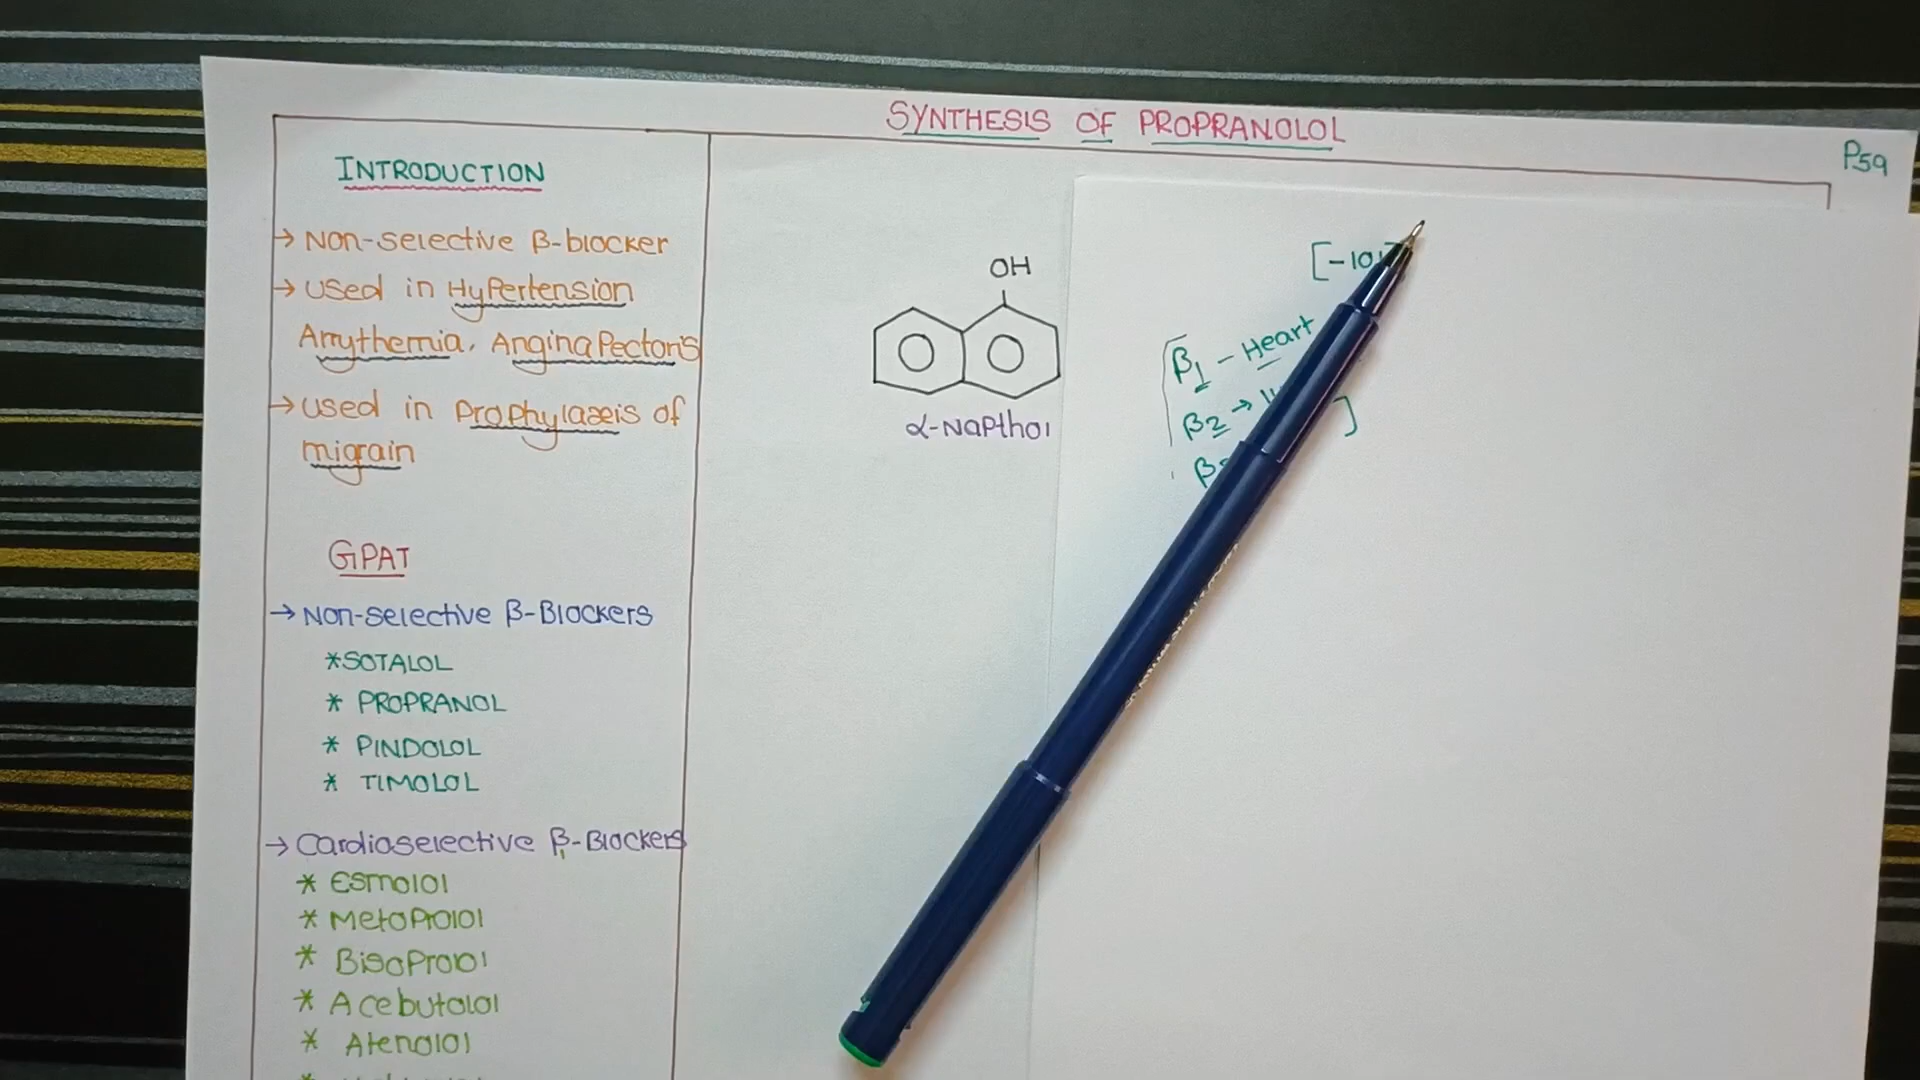 SYNTHESIS OF PROPRANOLOL
P59
INTRODUCTION
→ Non-selective β-blocker
→ used in Hypertension
Arrythemia, Angina Pectoris
→ used in Prophylaxeis of
migrain
GPAT
→ Non-selective β-Blockers
*SOTALOL
* PROPRANOL
* PINDOLOL
* TIMOLOL
→ Cardioselective β1-Blockers
* Esmolol
* Metoprolol
* Bisoprolol
* Acebutolol
* Atenolol
OH
α-Napthol
β1 - Heart
β2 →